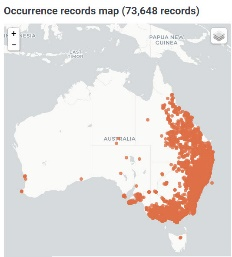 Occurrence records map (73,648 records)
+
PAPUA NEW
GUINEA
−
AUSTRALIA